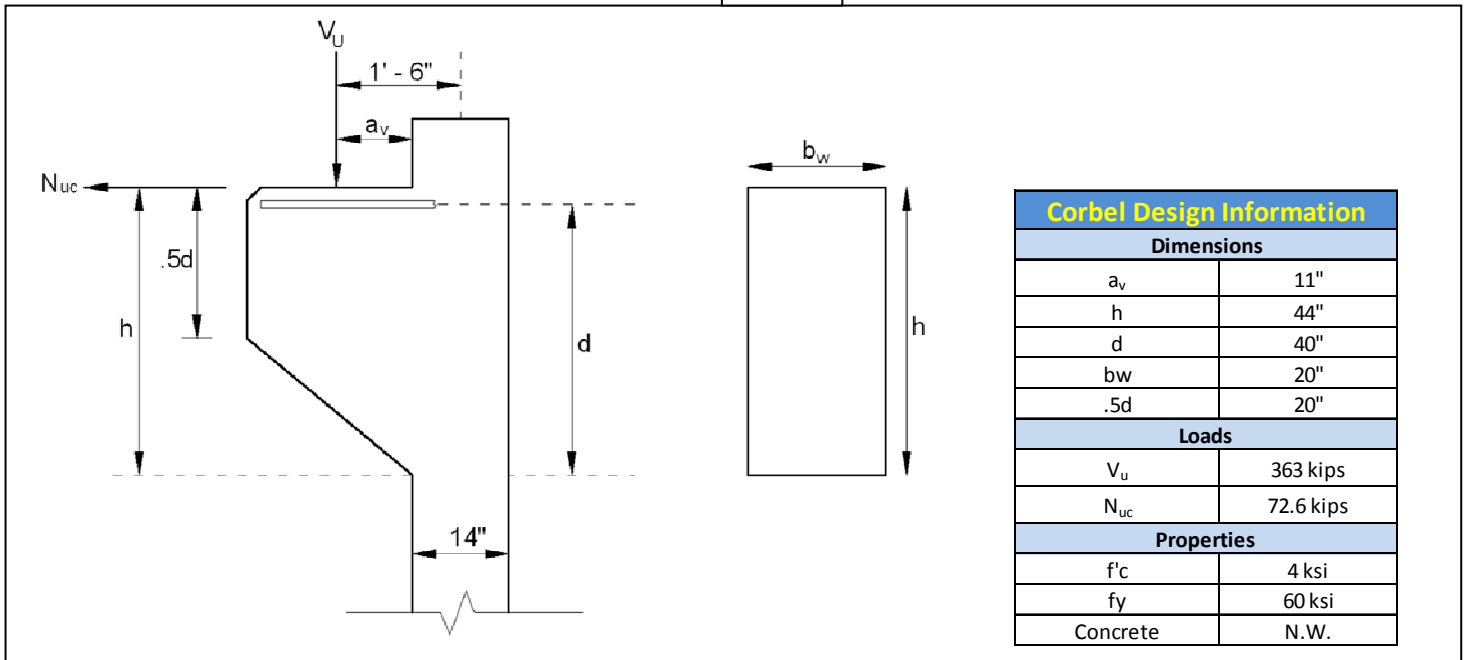 V_U
1' - 6"
a_v
N_uc
.5d
h
d
14"
b_w
h
Corbel Design Information
Dimensions
a_v 11"
h 44"
d 40"
bw 20"
.5d 20"
Loads
V_u 363 kips
N_uc 72.6 kips
Properties
f'c 4 ksi
fy 60 ksi
Concrete N.W.